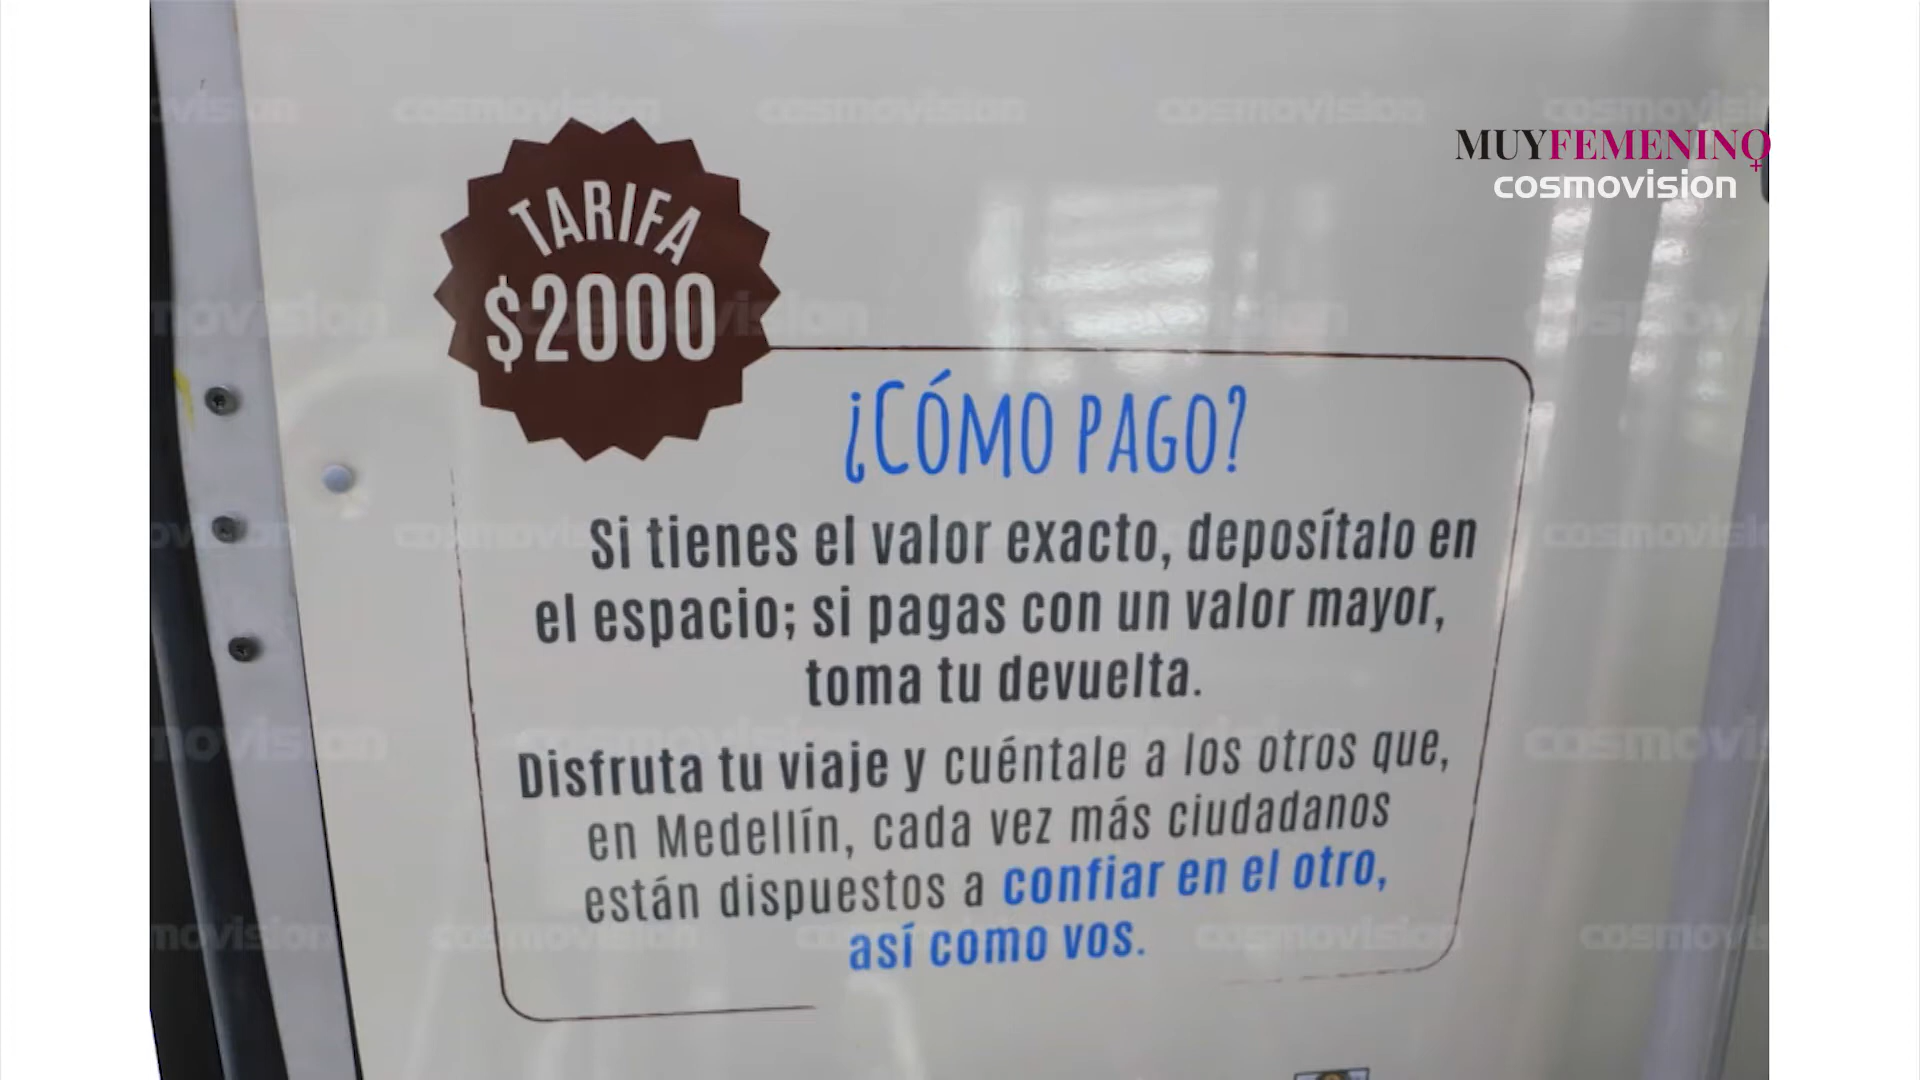 MUYFEMENINO
cosmovision
TARIFA
$2000
¿CÓMO PAGO?
Si tienes el valor exacto, deposítalo en
el espacio; si pagas con un valor mayor,
toma tu devuelta.
Disfruta tu viaje y cuéntale a los otros que,
en Medellín, cada vez más ciudadanos
están dispuestos a confiar en el otro,
así como vos.